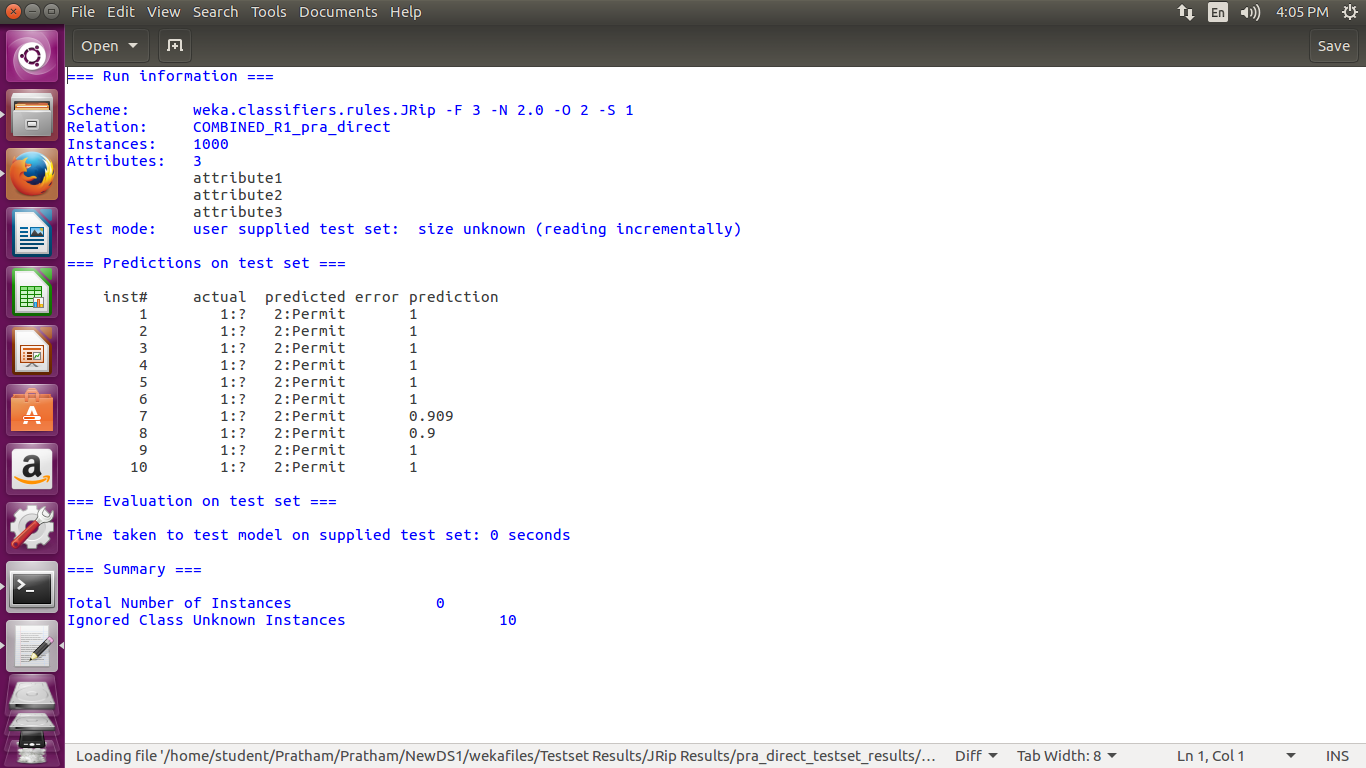 File Edit View Search Tools Documents Help En 4:05 PM
Open Save
=== Run information ===
Scheme: weka.classifiers.rules.JRip -F 3 -N 2.0 -O 2 -S 1
Relation: COMBINED_R1_pra_direct
Instances: 1000
Attributes: 3
attribute1
attribute2
attribute3
Test mode: user supplied test set: size unknown (reading incrementally)
=== Predictions on test set ===
inst# actual predicted error prediction
1 1:? 2:Permit 1
2 1:? 2:Permit 1
3 1:? 2:Permit 1
4 1:? 2:Permit 1
5 1:? 2:Permit 1
6 1:? 2:Permit 1
7 1:? 2:Permit 0.909
8 1:? 2:Permit 0.9
9 1:? 2:Permit 1
10 1:? 2:Permit 1
=== Evaluation on test set ===
Time taken to test model on supplied test set: 0 seconds
=== Summary ===
Total Number of Instances 0
Ignored Class Unknown Instances 10
Loading file '/home/student/Pratham/Pratham/NewDS1/wekafiles/Testset Results/JRip Results/pra_direct_testset_results/… Diff Tab Width: 8 Ln 1, Col 1 INS